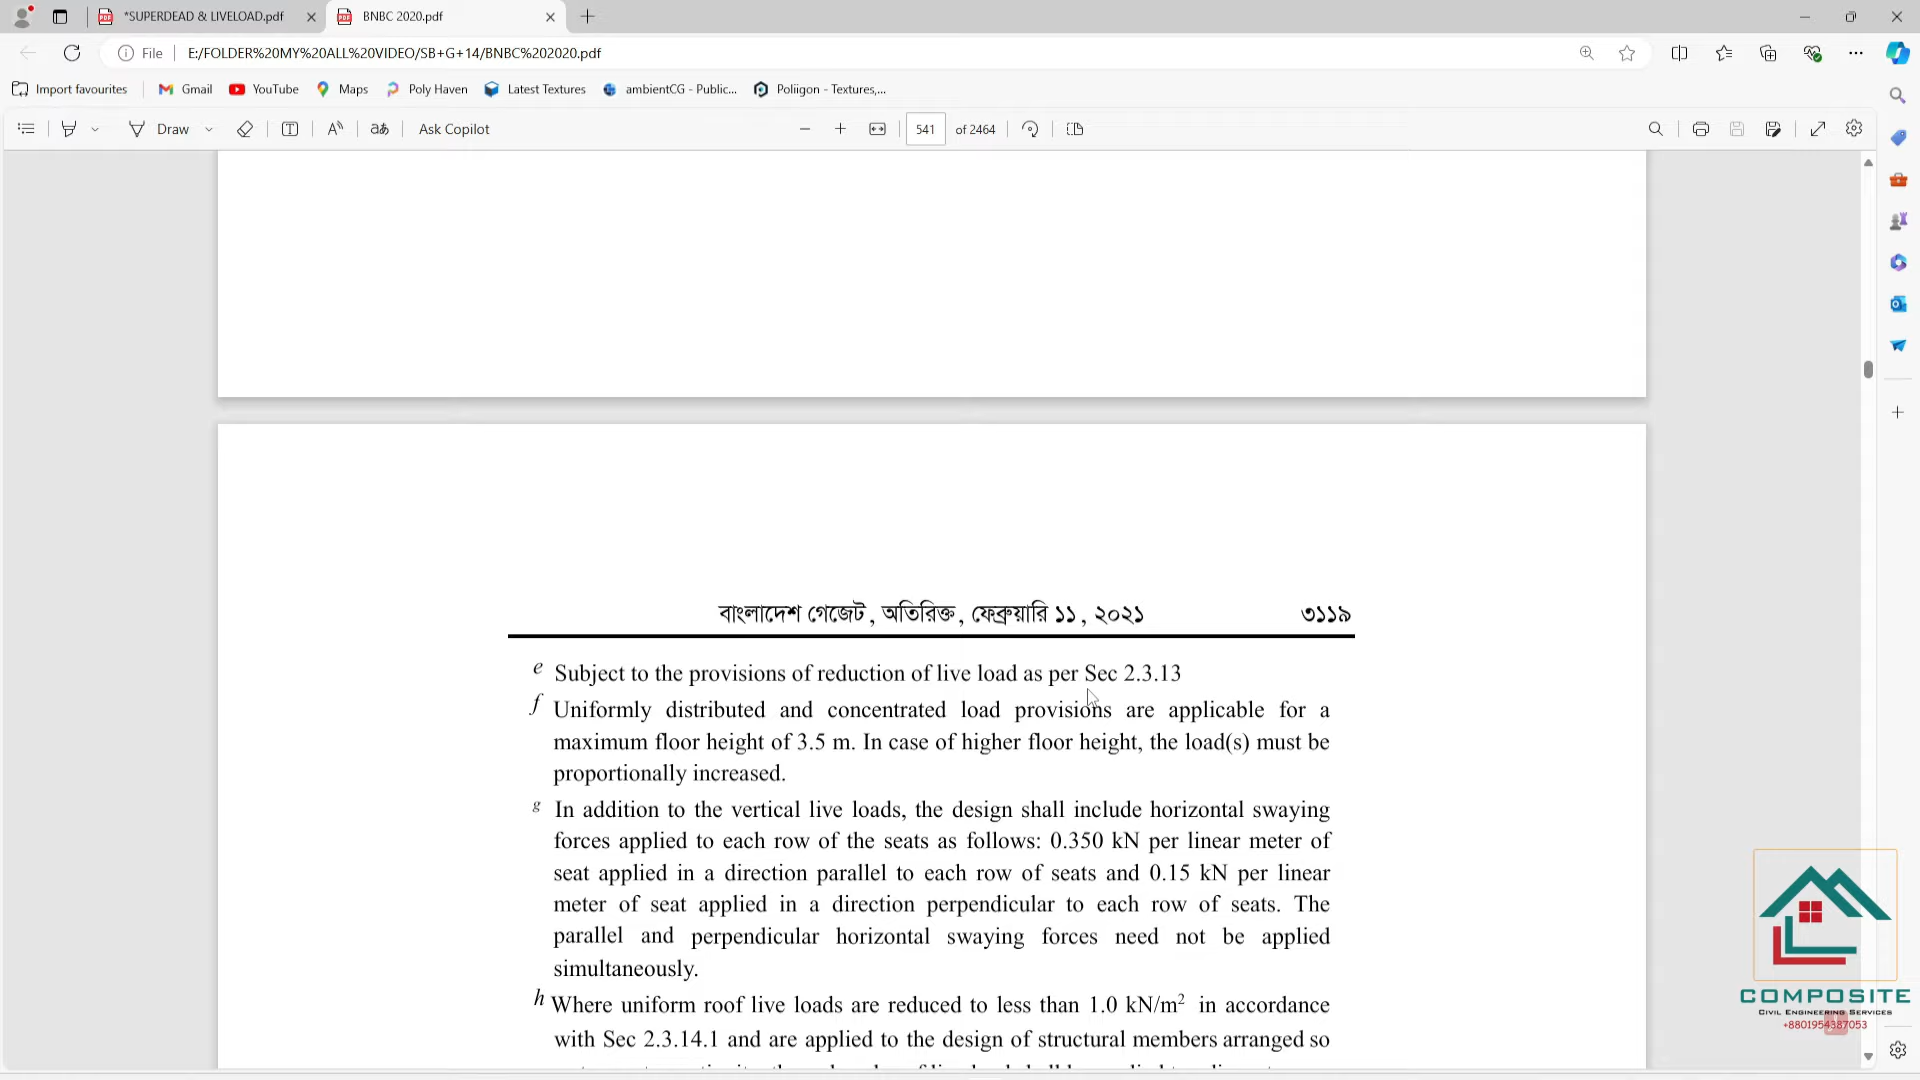 *SUPERDEAD & LIVELOAD.pdf
BNBC 2020.pdf
File
E:/FOLDER%20MY%20ALL%20VIDEO/SB+G+14/BNBC%202020.pdf
Import favourites
Gmail
YouTube
Maps
Poly Haven
Latest Textures
ambientCG - Public...
Poliigon - Textures,...
Draw
Ask Copilot
541 of 2464
বাংলাদেশ গেজেট, অতিরিক্ত, ফেব্রুয়ারি ১১, ২০২১ ৩১১৯
e Subject to the provisions of reduction of live load as per Sec 2.3.13
f Uniformly distributed and concentrated load provisions are applicable for a
maximum floor height of 3.5 m. In case of higher floor height, the load(s) must be
proportionally increased.
g In addition to the vertical live loads, the design shall include horizontal swaying
forces applied to each row of the seats as follows: 0.350 kN per linear meter of
seat applied in a direction parallel to each row of seats and 0.15 kN per linear
meter of seat applied in a direction perpendicular to each row of seats. The
parallel and perpendicular horizontal swaying forces need not be applied
simultaneously.
h Where uniform roof live loads are reduced to less than 1.0 kN/m² in accordance
with Sec 2.3.14.1 and are applied to the design of structural members arranged so
COMPOSITE
CIVIL ENGINEERING SERVICES
+8801954387053